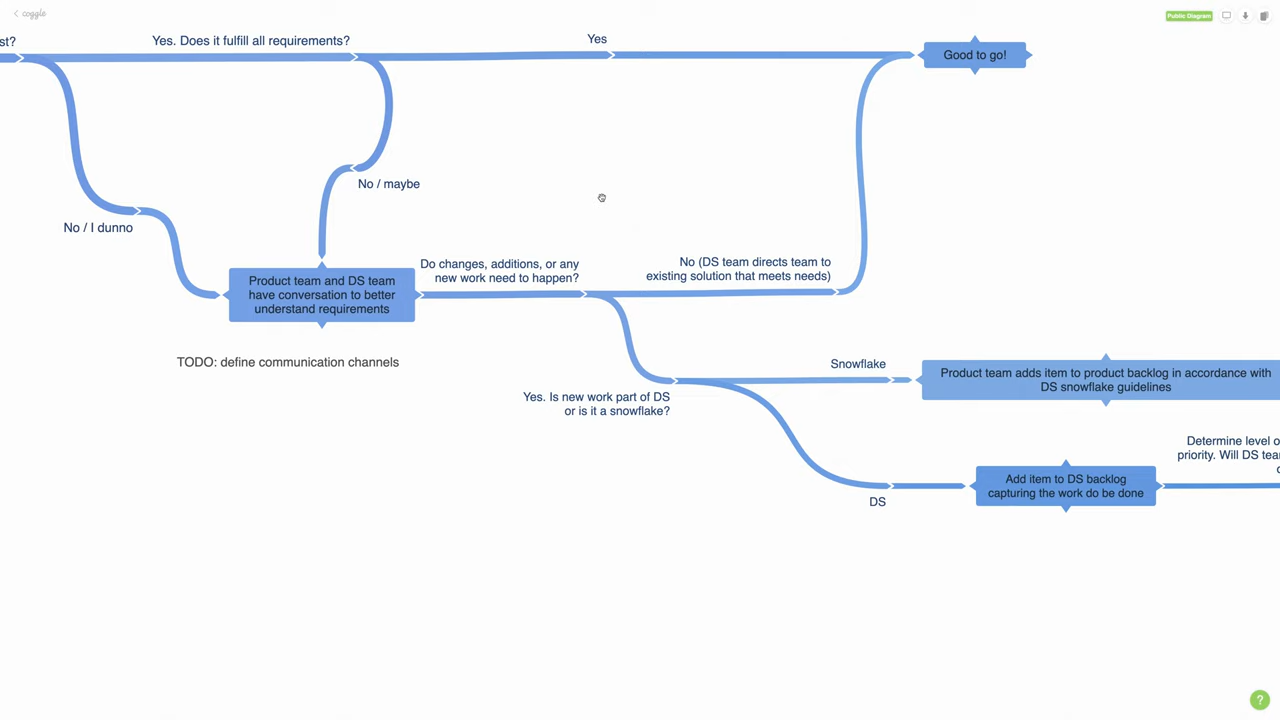 coggle
Public Diagram
st?
Yes. Does it fulfill all requirements?
Yes
Good to go!
No / maybe
No / I dunno
Product team and DS team
have conversation to better
understand requirements
Do changes, additions, or any
new work need to happen?
No (DS team directs team to
existing solution that meets needs)
TODO: define communication channels
Snowflake
Product team adds item to product backlog in accordance with
DS snowflake guidelines
Yes. Is new work part of DS
or is it a snowflake?
Determine level o
priority. Will DS tea
Add item to DS backlog
capturing the work do be done
DS
?